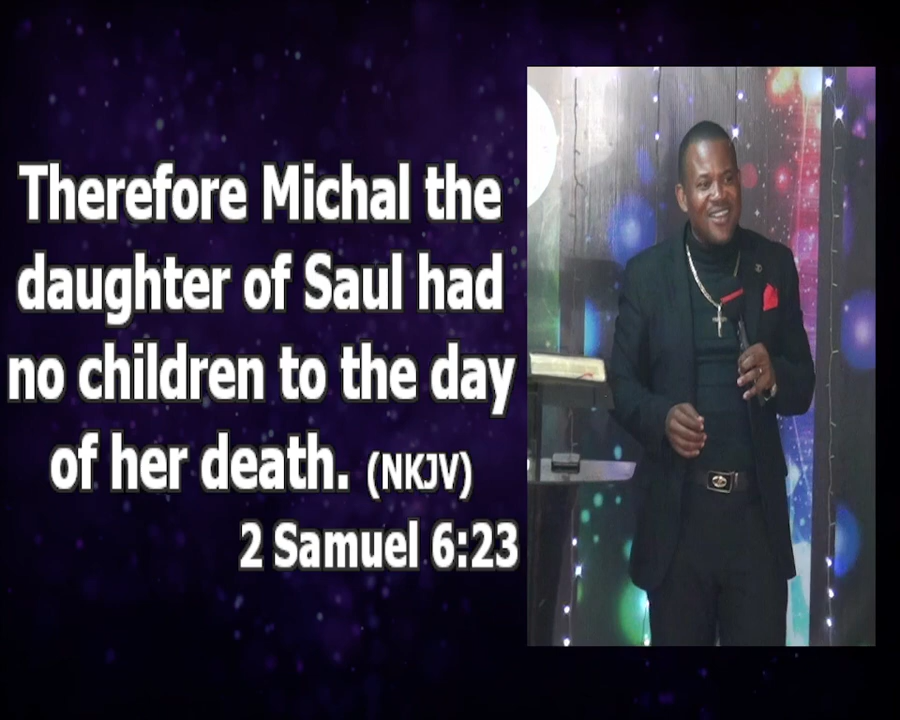 Therefore Michal the
daughter of Saul had
no children to the day
of her death. (NKJV)
2 Samuel 6:23